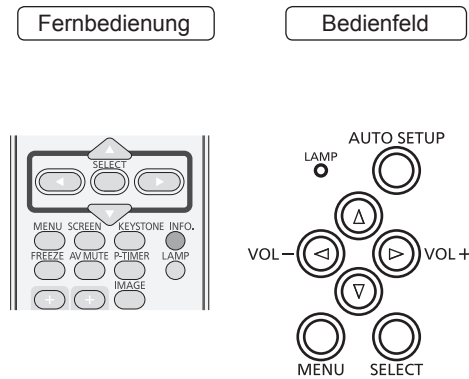 Fernbedienung
SELECT
MENU SCREEN KEYSTONE INFO.
FREEZE AV MUTE P-TIMER LAMP
IMAGE
Bedienfeld
AUTO SETUP
LAMP
VOL− VOL+
MENU SELECT